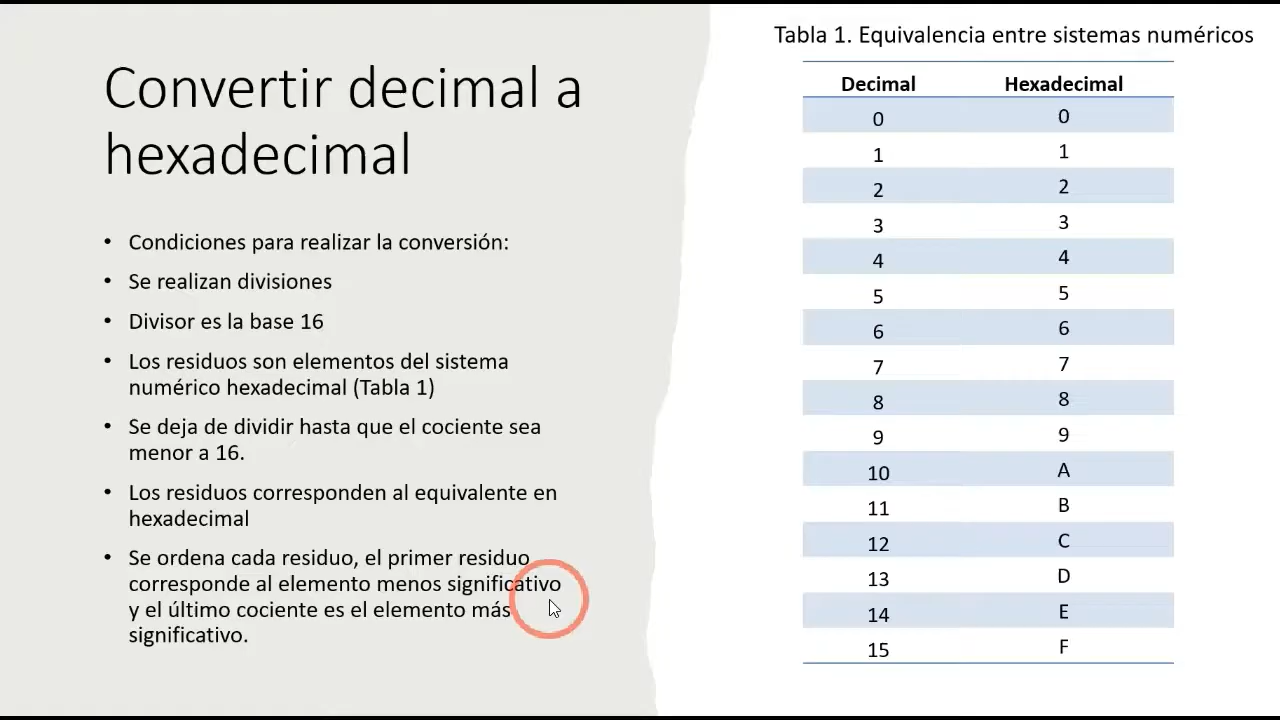 Convertir decimal a
hexadecimal
• Condiciones para realizar la conversión:
• Se realizan divisiones
• Divisor es la base 16
• Los residuos son elementos del sistema
numérico hexadecimal (Tabla 1)
• Se deja de dividir hasta que el cociente sea
menor a 16.
• Los residuos corresponden al equivalente en
hexadecimal
• Se ordena cada residuo, el primer residuo
corresponde al elemento menos significativo
y el último cociente es el elemento más
significativo.
Tabla 1. Equivalencia entre sistemas numéricos
Decimal Hexadecimal
0 0
1 1
2 2
3 3
4 4
5 5
6 6
7 7
8 8
9 9
10 A
11 B
12 C
13 D
14 E
15 F